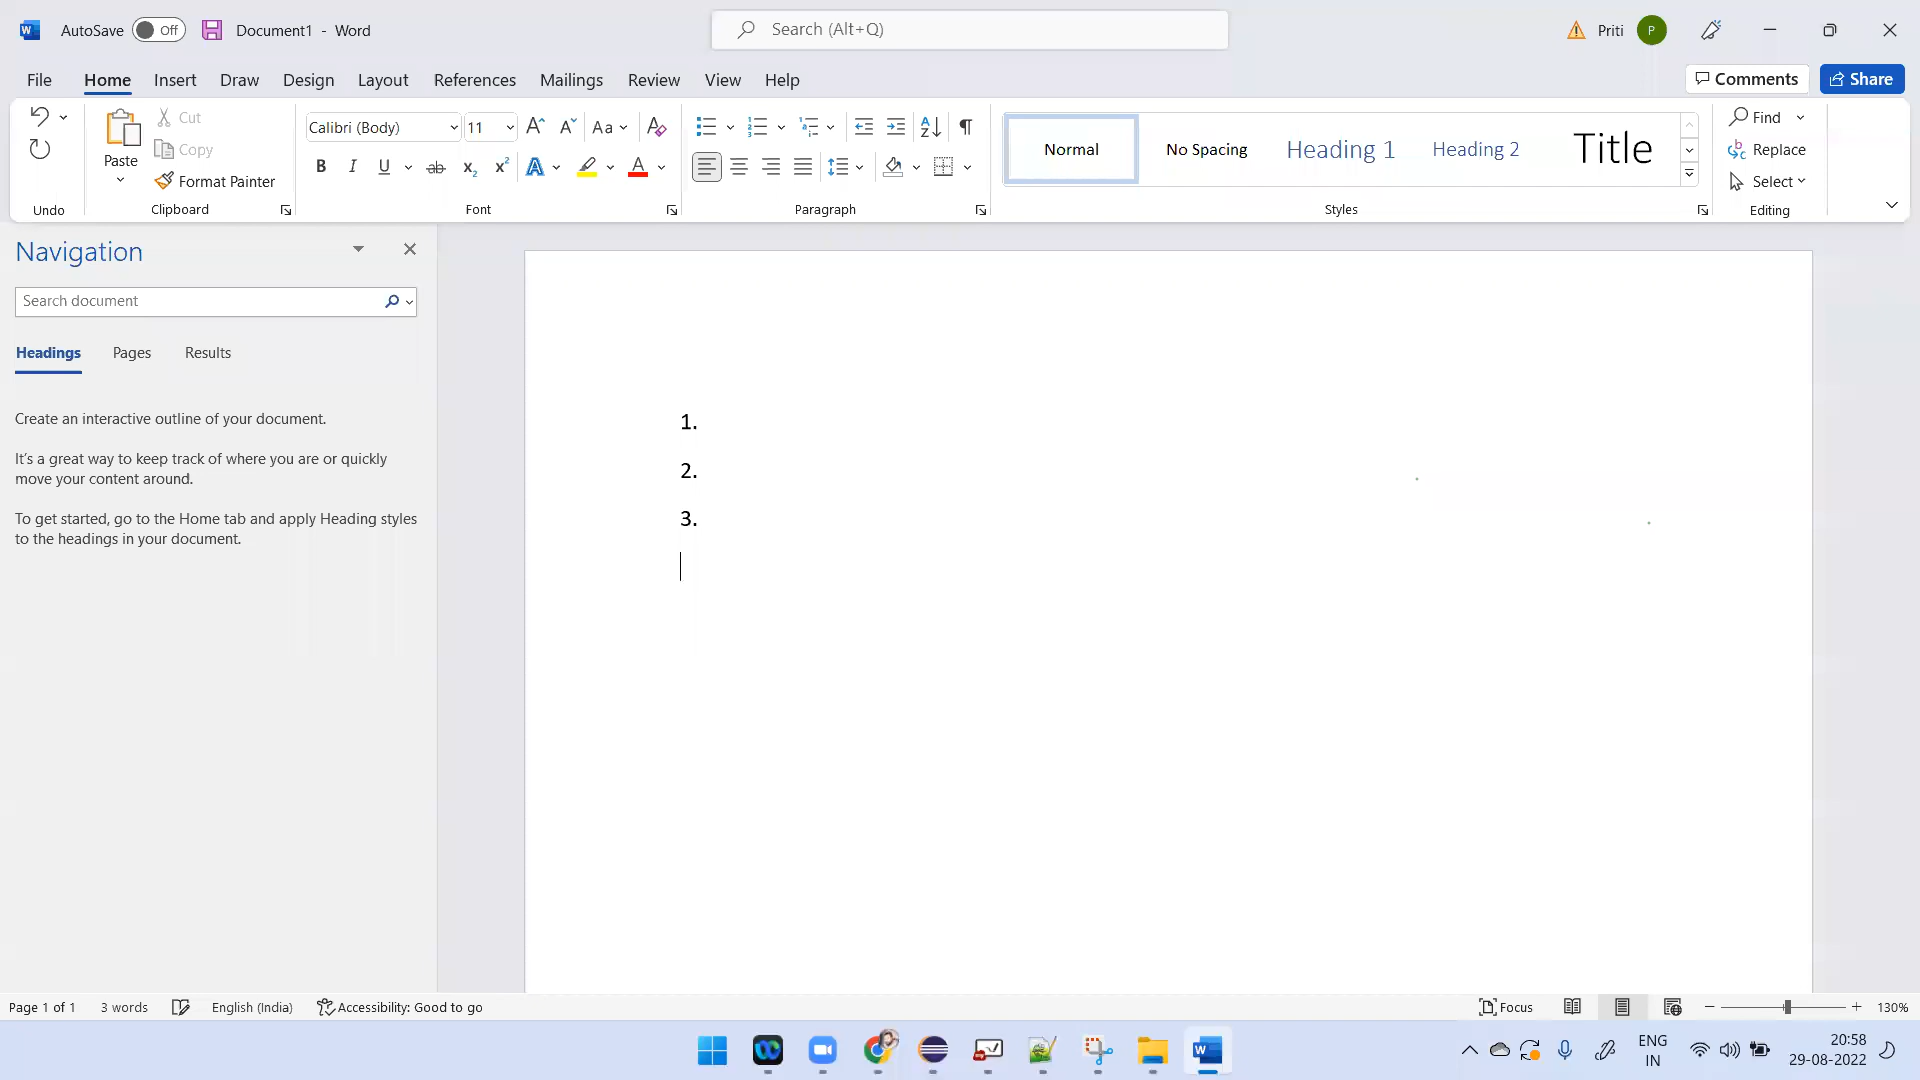 AutoSave Off Document1 - Word Search (Alt+Q) Priti P
File Home Insert Draw Design Layout References Mailings Review View Help Comments Share
Cut
Calibri (Body) 11 Aa
Find
Paste
Copy
Normal No Spacing Heading 1 Heading 2 Title
Replace
Format Painter
Select
Undo Clipboard Font Paragraph Styles Editing
Navigation
Search document
Headings Pages Results
Create an interactive outline of your document.
It's a great way to keep track of where you are or quickly
move your content around.
To get started, go to the Home tab and apply Heading styles
to the headings in your document.
1.
2.
3.
Page 1 of 1 3 words English (India) Accessibility: Good to go Focus 130%
ENG
IN
20:58
29-08-2022